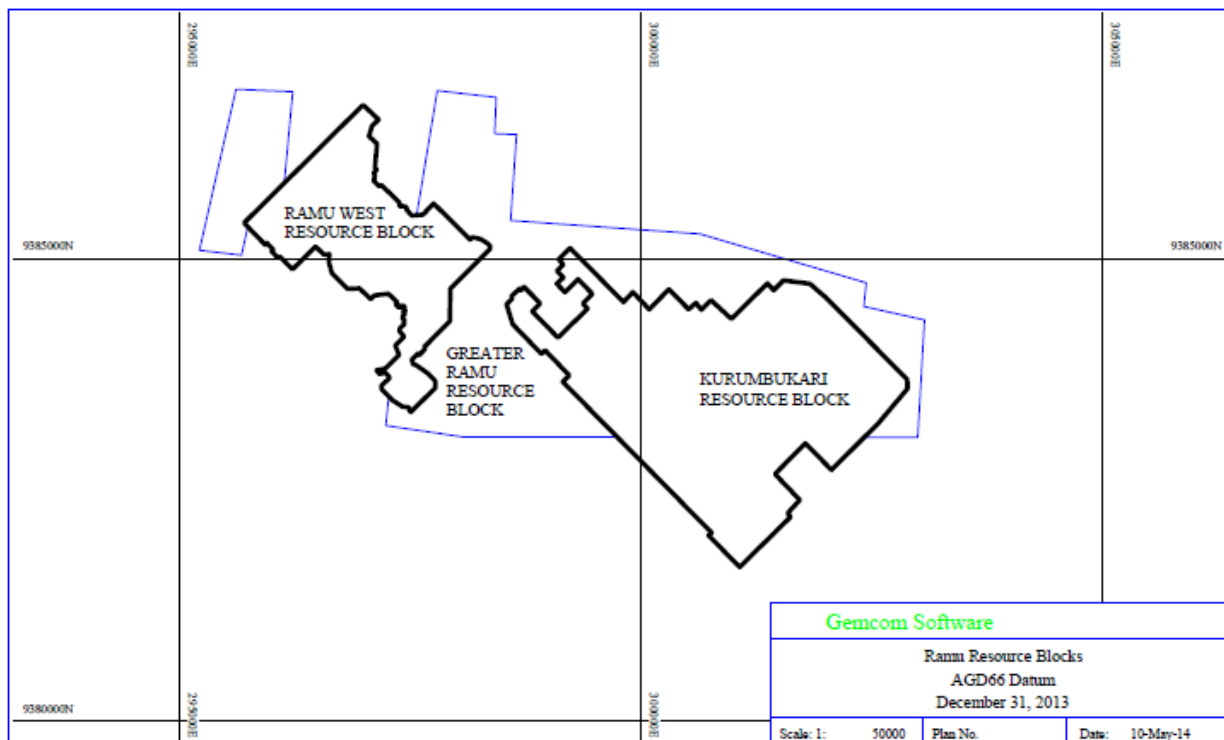 295000E
300000E
305000E
RAMU WEST
RESOURCE BLOCK
9385000N
9385000N
GREATER
RAMU
RESOURCE
BLOCK
KURUMBUKARI
RESOURCE BLOCK
Gemcom Software
Ramu Resource Blocks
AGD66 Datum
December 31, 2013
9380000N
295000E
300000E
Scale: 1: 50000 Plan No. Date: 10-May-14